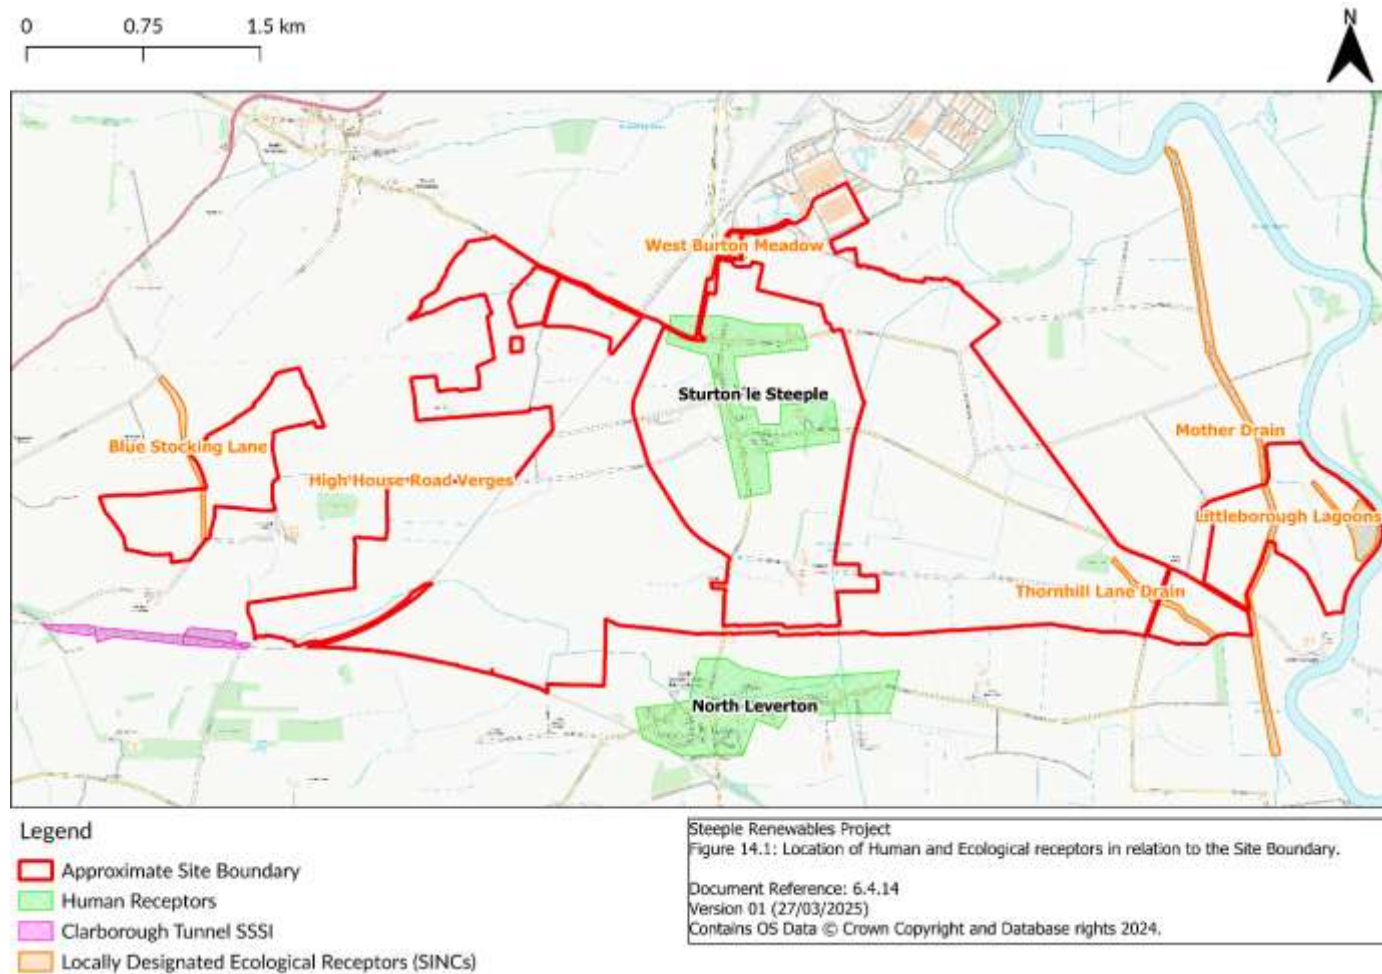 0 0.75 1.5 km
N
West Burton Meadow
Sturton le Steeple
Mother Drain
Blue Stocking Lane
High House Road Verges
Littleborough Lagoons
Thornhill Lane Drain
North Leverton
Legend
Approximate Site Boundary
Human Receptors
Clarborough Tunnel SSSI
Locally Designated Ecological Receptors (SINCs)
Steeple Renewables Project
Figure 14.1: Location of Human and Ecological receptors in relation to the Site Boundary.
Document Reference: 6.4.14
Version 01 (27/03/2025)
Contains OS Data © Crown Copyright and Database rights 2024.